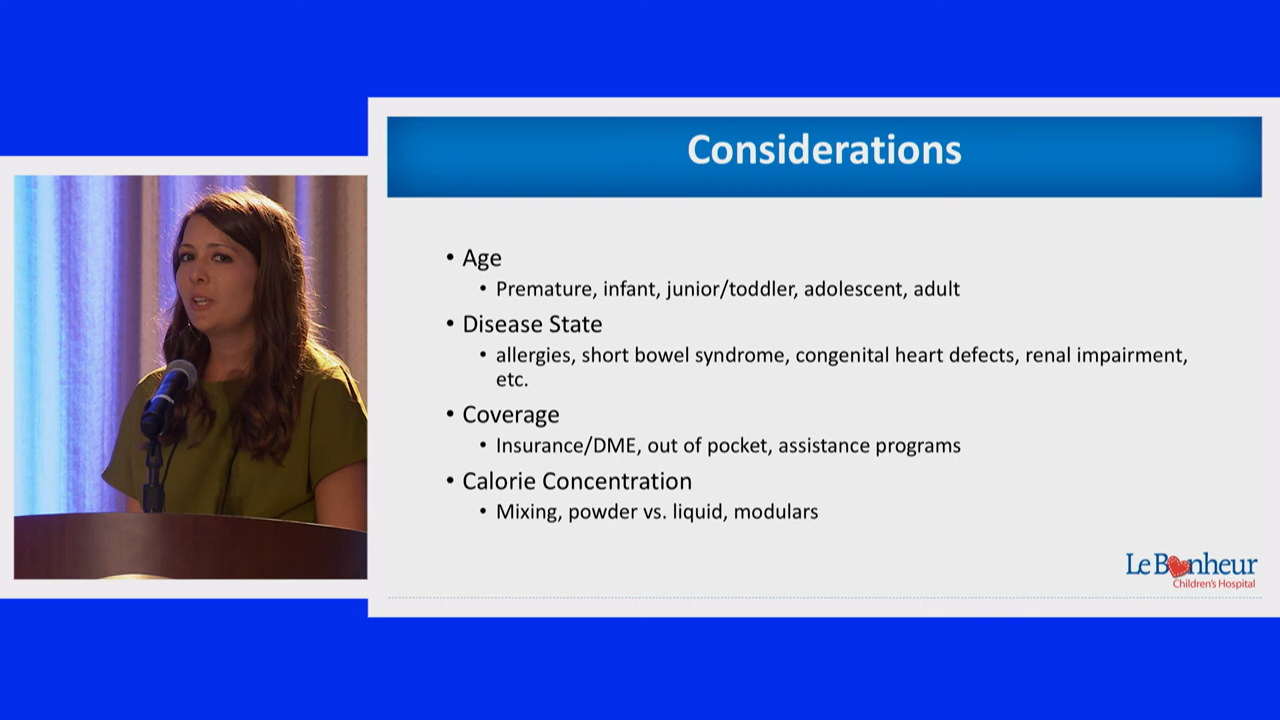 Considerations
• Age
• Premature, infant, junior/toddler, adolescent, adult
• Disease State
• allergies, short bowel syndrome, congenital heart defects, renal impairment,
etc.
• Coverage
• Insurance/DME, out of pocket, assistance programs
• Calorie Concentration
• Mixing, powder vs. liquid, modulars
Le Bonheur
Children's Hospital